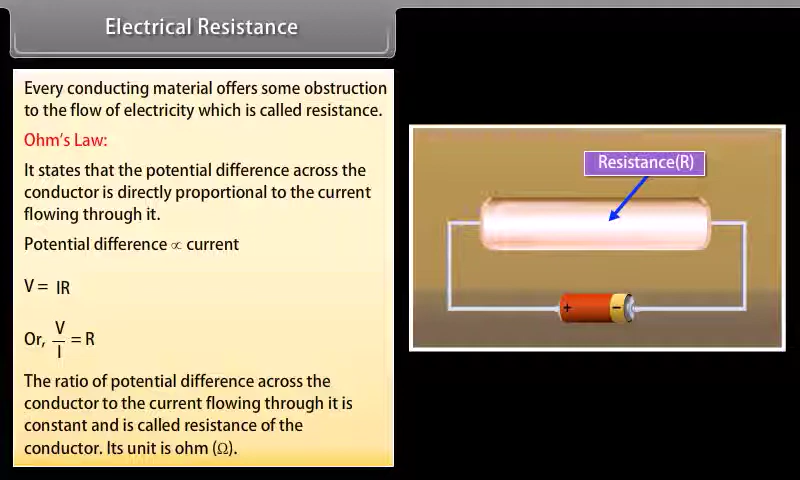 Electrical Resistance
Every conducting material offers some obstruction
to the flow of electricity which is called resistance.
Ohm's Law:
It states that the potential difference across the
conductor is directly proportional to the current
flowing through it.
Potential difference ∝ current
V = IR
Or, V/I = R
The ratio of potential difference across the
conductor to the current flowing through it is
constant and is called resistance of the
conductor. Its unit is ohm (Ω).
Resistance(R)
+ −